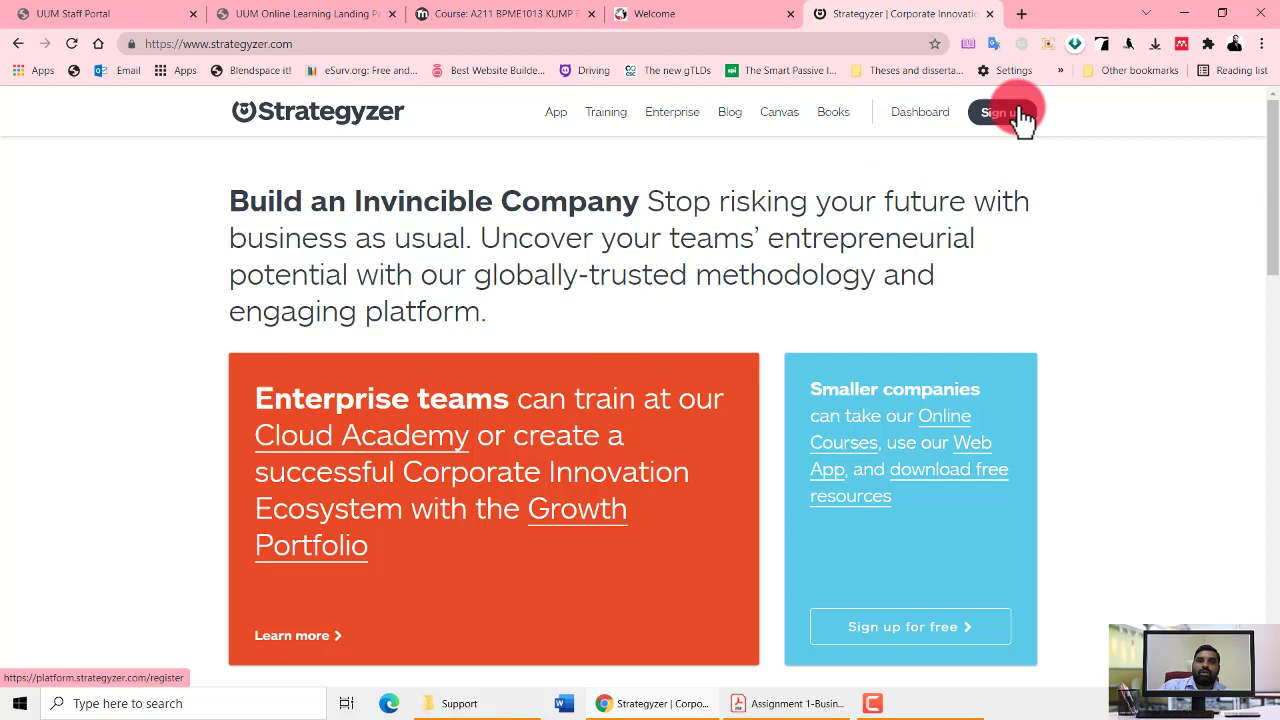 UUM Staff Portal
UUM Online Learning Landing Pa
Course: A211 BPME1013 KUMP F
Welcome
Strategyzer | Corporate Innovatio
https://www.strategyzer.com
Apps
Email
Apps
Blendspace it!
eSurv.org: Free and...
Best Website Builde...
Driving
The new gTLDs
The Smart Passive I...
Theses and disserta...
Settings
»
Other bookmarks
Reading list
Strategyzer
App
Training
Enterprise
Blog
Canvas
Books
Dashboard
Sign u
Build an Invincible Company Stop risking your future with
business as usual. Uncover your teams’ entrepreneurial
potential with our globally-trusted methodology and
engaging platform.
Enterprise teams can train at our
Cloud Academy or create a
successful Corporate Innovation
Ecosystem with the Growth
Portfolio
Learn more
Smaller companies
can take our Online
Courses, use our Web
App, and download free
resources
Sign up for free
https://platform.strategyzer.com/register
Type here to search
Strategyzer | Corpo...
Assignment 1-Busin...